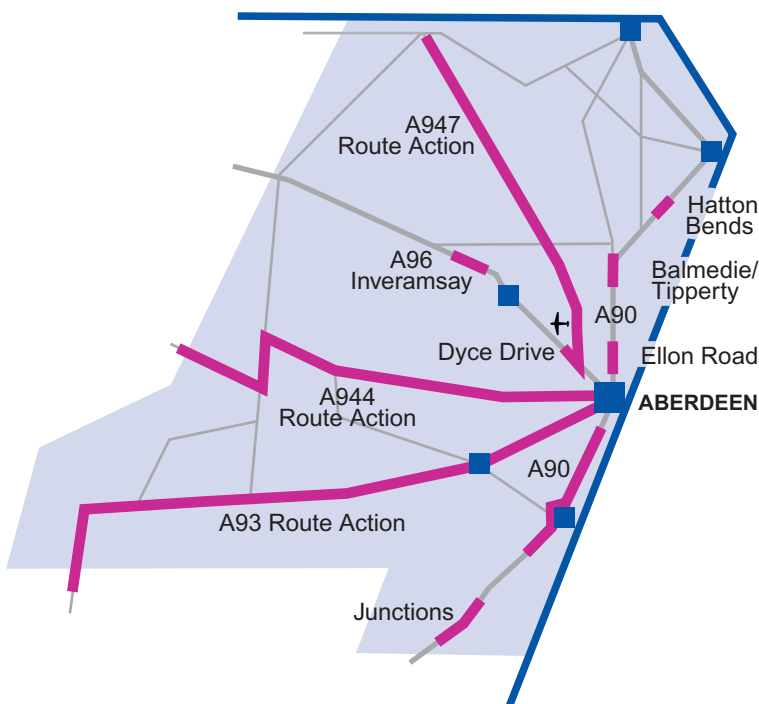 A947
Route Action
Hatton
Bends
A96
Inveramsay
Balmedie/
Tipperty
A90
Dyce Drive
Ellon Road
ABERDEEN
A944
Route Action
A90
A93 Route Action
Junctions